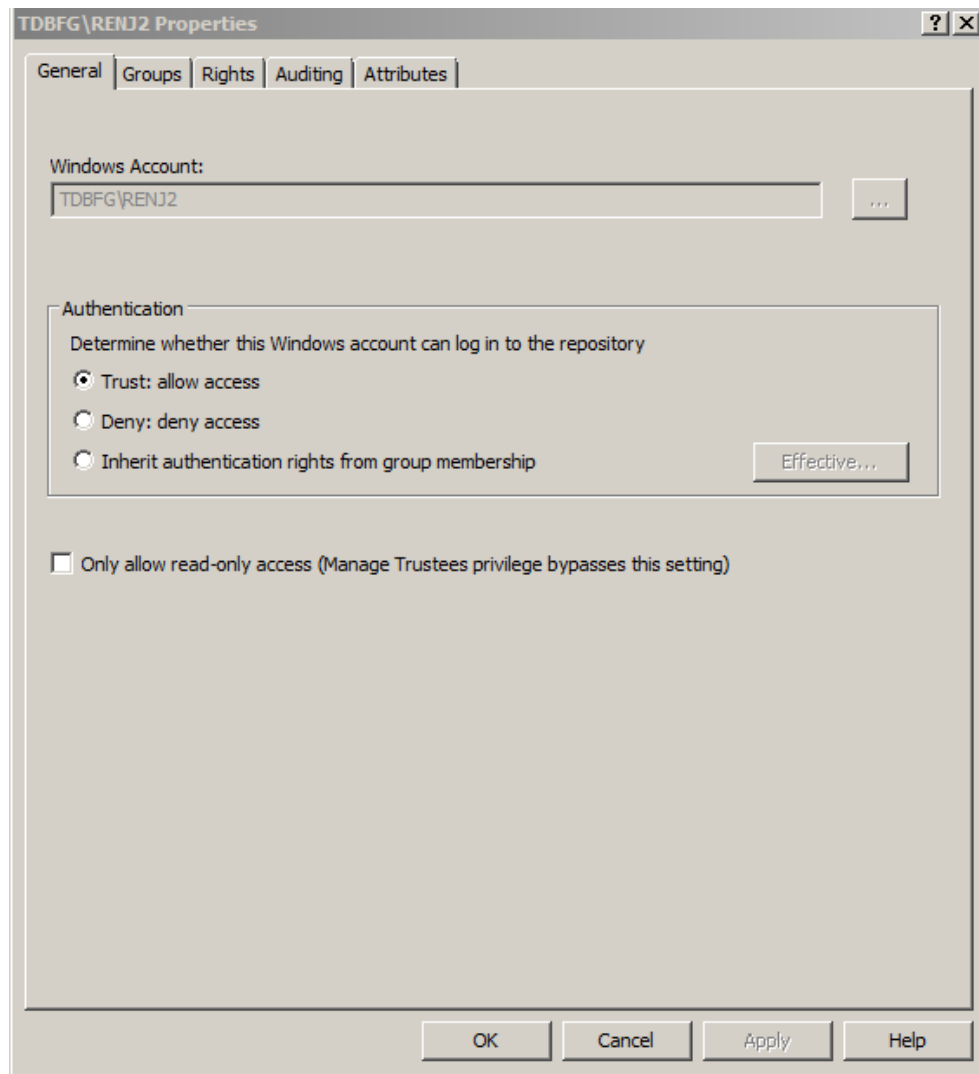 TDBFG\RENJ2 Properties
? X
General Groups Rights Auditing Attributes
Windows Account:
TDBFG\RENJ2
...
Authentication
Determine whether this Windows account can log in to the repository
Trust: allow access
Deny: deny access
Inherit authentication rights from group membership
Effective...
Only allow read-only access (Manage Trustees privilege bypasses this setting)
OK Cancel Apply Help